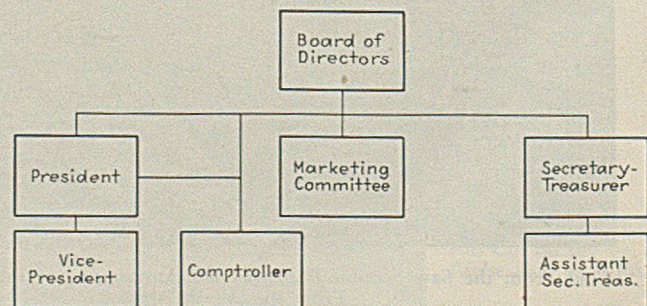 Board of
Directors
President
Marketing
Committee
Secretary-
Treasurer
Vice-
President
Comptroller
Assistant
Sec. Treas.